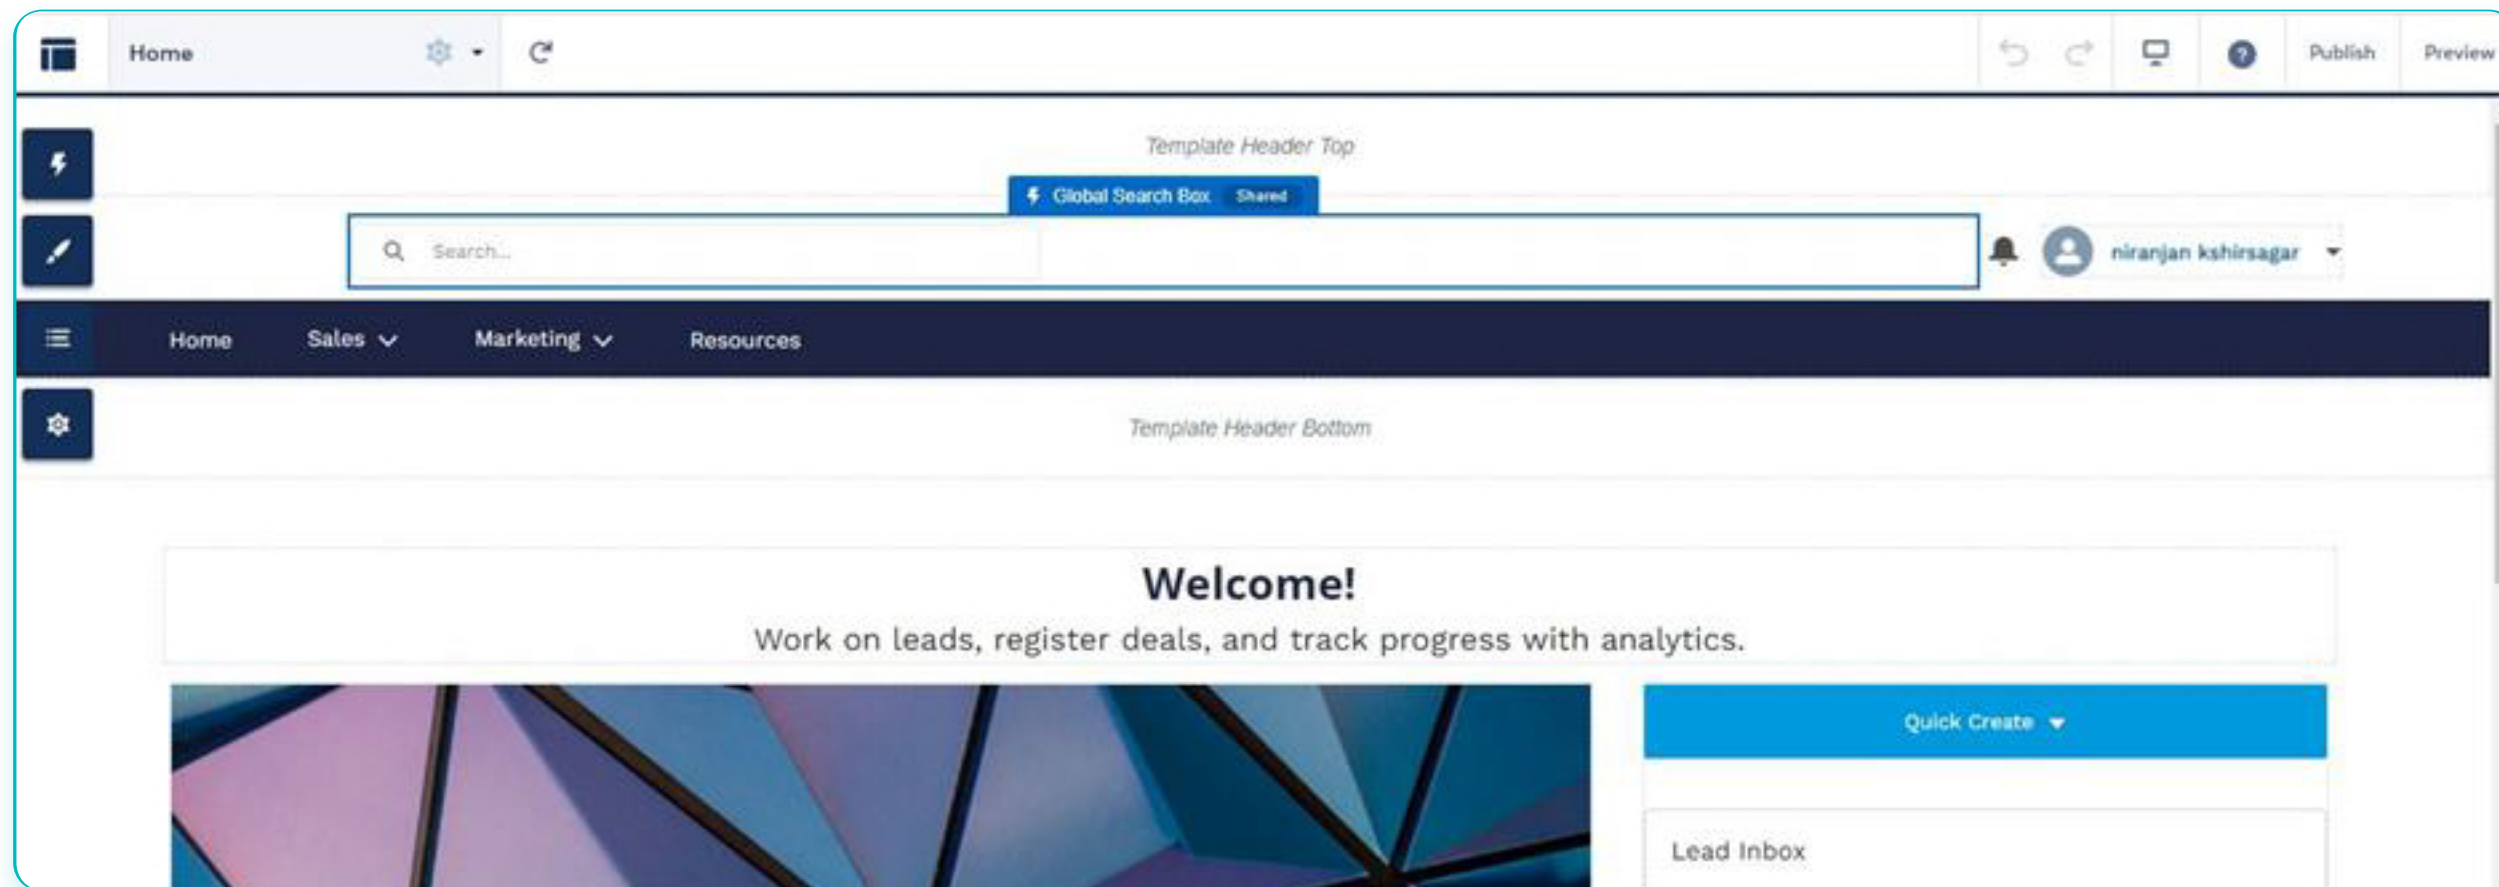 Home
Publish
Preview
Template Header Top
Global Search Box Shared
Search...
niranjan kshirsagar
Home Sales Marketing Resources
Template Header Bottom
Welcome!
Work on leads, register deals, and track progress with analytics.
Quick Create
Lead Inbox